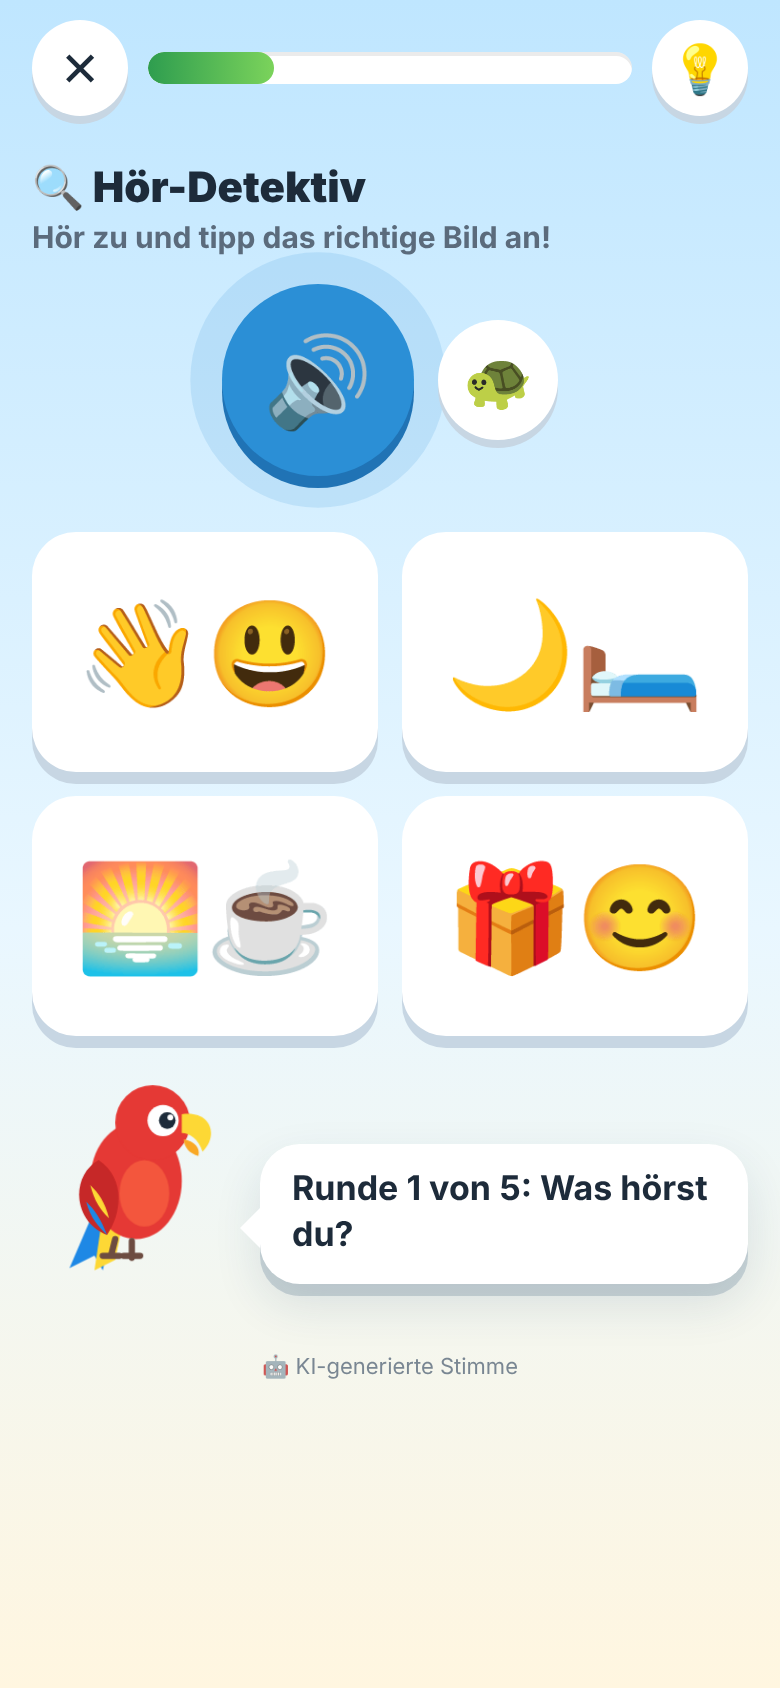 Hör-Detektiv
Hör zu und tipp das richtige Bild an!
Runde 1 von 5: Was hörst
du?
KI-generierte Stimme